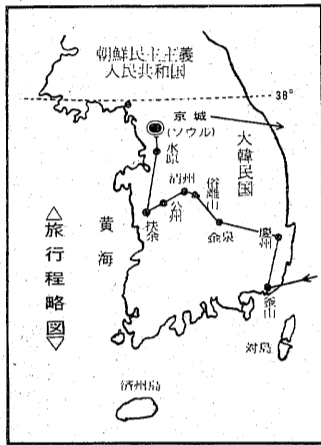 朝鮮民主主義
人民共和国
38°
京城
(ソウル)
水原
大韓民国
清州
俗離山
公州
扶余
金泉
慶州
釜山
黄海
△旅行程略図▽
対島
済州島